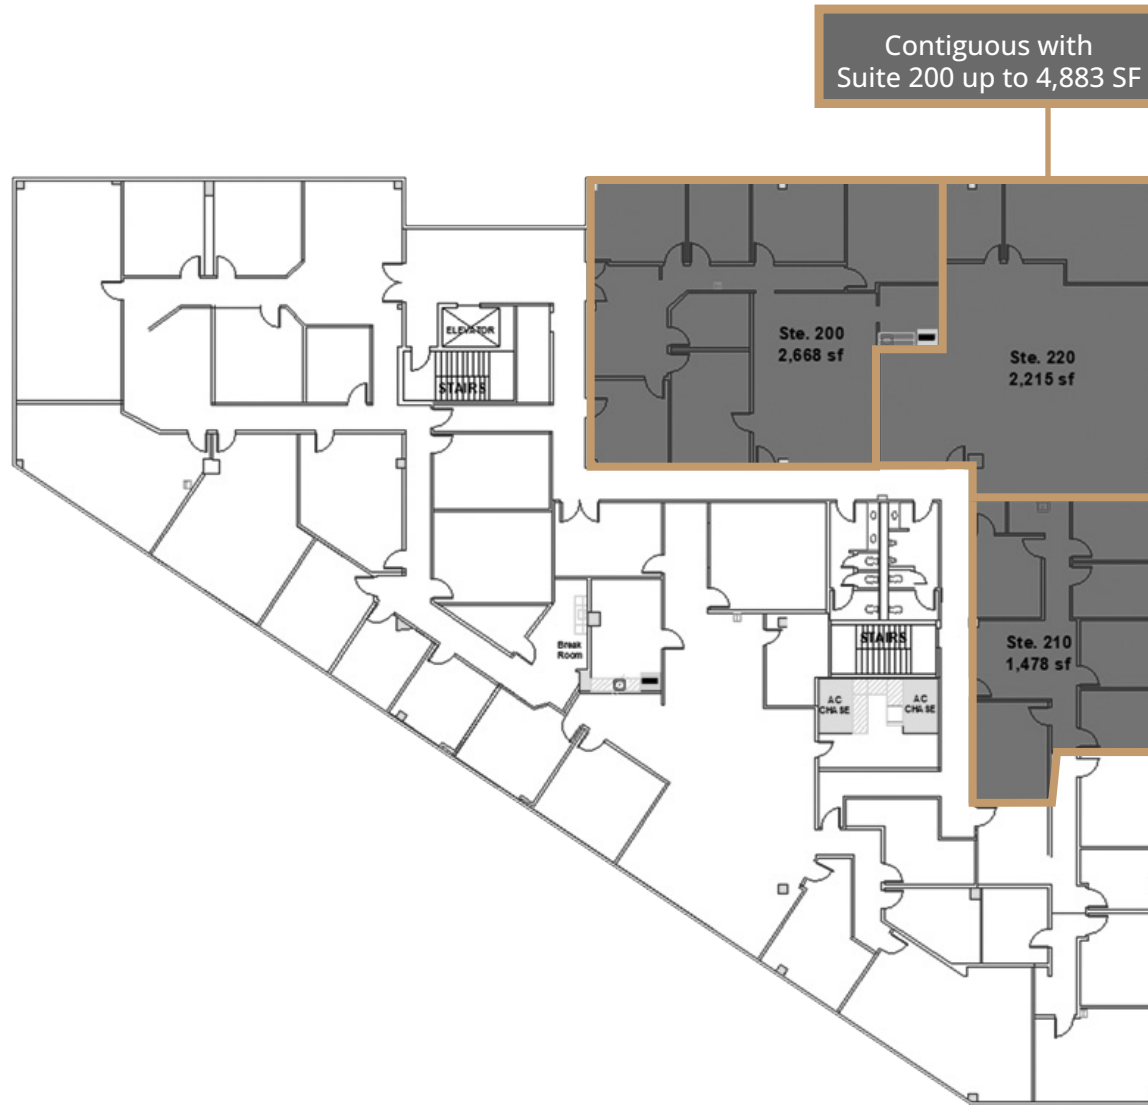 Contiguous with
Suite 200 up to 4,883 SF
ELEVATOR
STAIRS
Ste. 200
2,668 sf
Ste. 220
2,215 sf
Break
Room
STAIRS
Ste. 210
1,478 sf
AC
CHASE
AC
CHASE